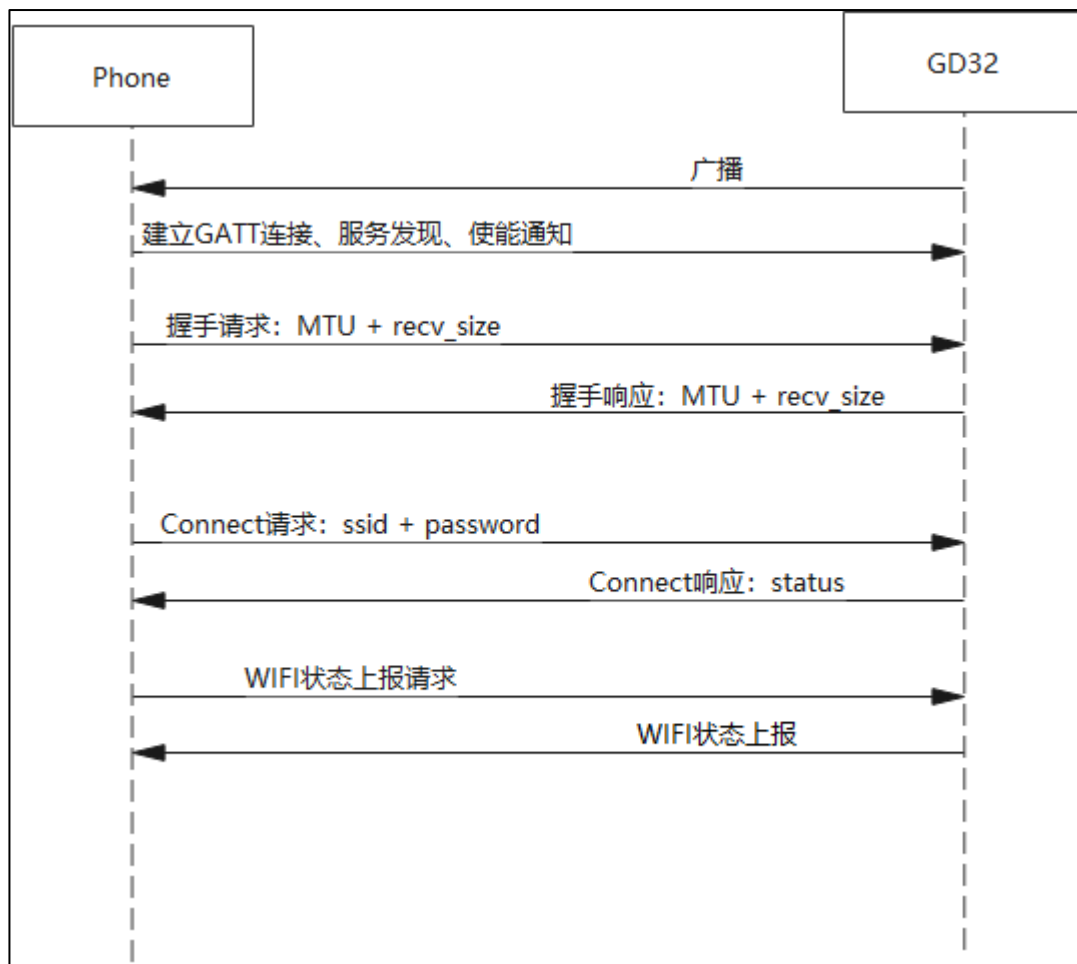 Phone
GD32
广播
建立GATT连接、服务发现、使能通知
握手请求：MTU + recv_size
握手响应：MTU + recv_size
Connect请求：ssid + password
Connect响应：status
WIFI状态上报请求
WIFI状态上报